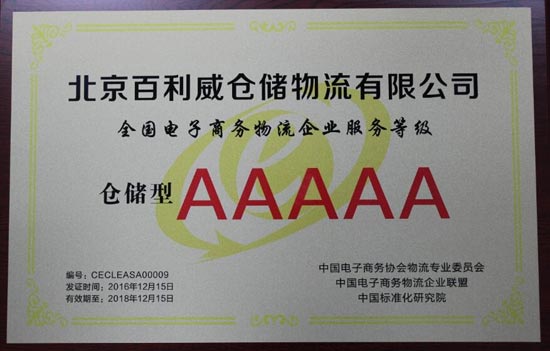 北京百利威仓储物流有限公司
全国电子商务物流企业服务等级
仓储型 AAAAA
编号：CECLEASA00009
发证时间：2016年12月15日
有效期至：2018年12月15日
中国电子商务协会物流专业委员会
中国电子商务物流企业联盟
中国标准化研究院